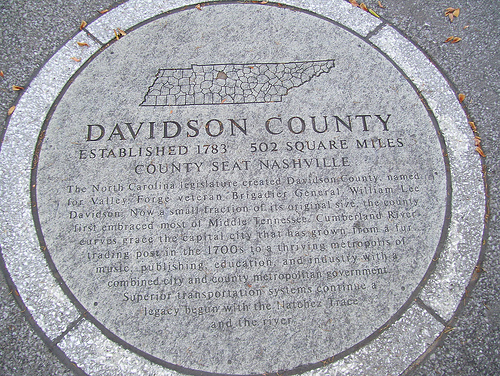 DAVIDSON COUNTY
ESTABLISHED 1783 502 SQUARE MILES
COUNTY SEAT NASHVILLE
The North Carolina legislature created Davidson County, named
for Valley Forge veteran Brigadier General William Lee
Davidson. Now a small fraction of its original size, the county
first embraced most of Middle Tennessee. Cumberland River
curves grace the capital city that has grown from a fur
trading post in the 1700s to a thriving metropolis of
music, publishing, education, and industry with a
combined city and county metropolitan government.
Superior transportation systems continue a
legacy begun with the Natchez Trace
and the river.